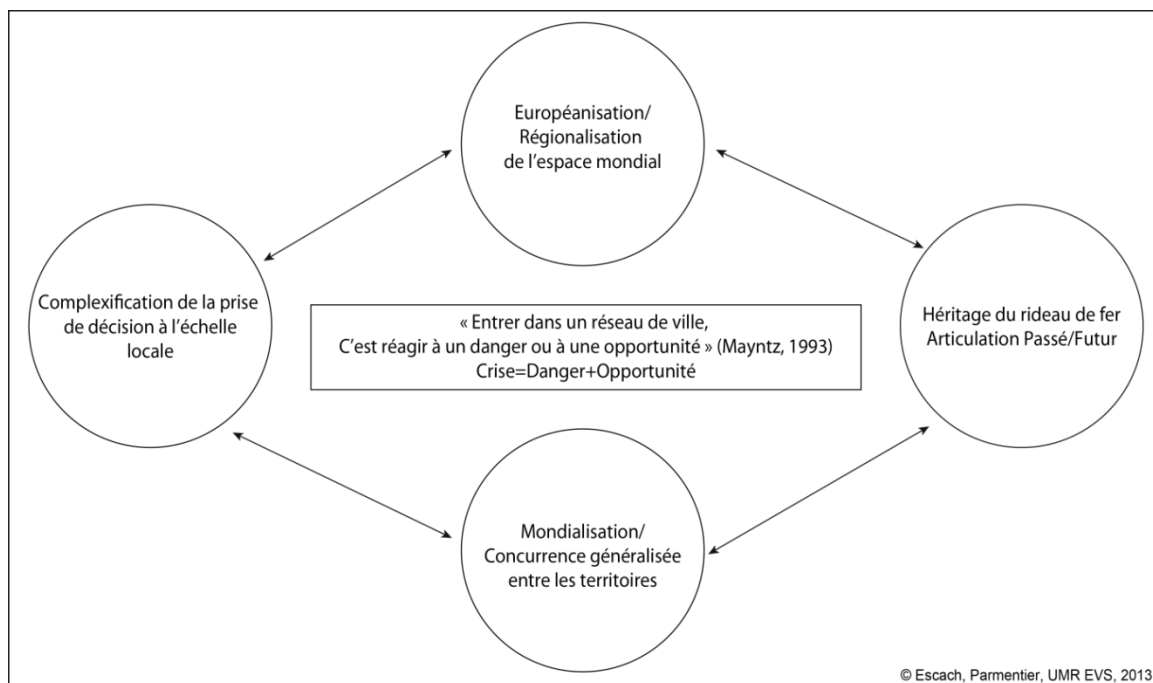 Européanisation/
Régionalisation
de l'espace mondial
Complexification de la prise
de décision à l'échelle
locale
« Entrer dans un réseau de ville,
C'est réagir à un danger ou à une opportunité » (Mayntz, 1993)
Crise=Danger+Opportunité
Héritage du rideau de fer
Articulation Passé/Futur
Mondialisation/
Concurrence généralisée
entre les territoires
© Escach, Parmentier, UMR EVS, 2013